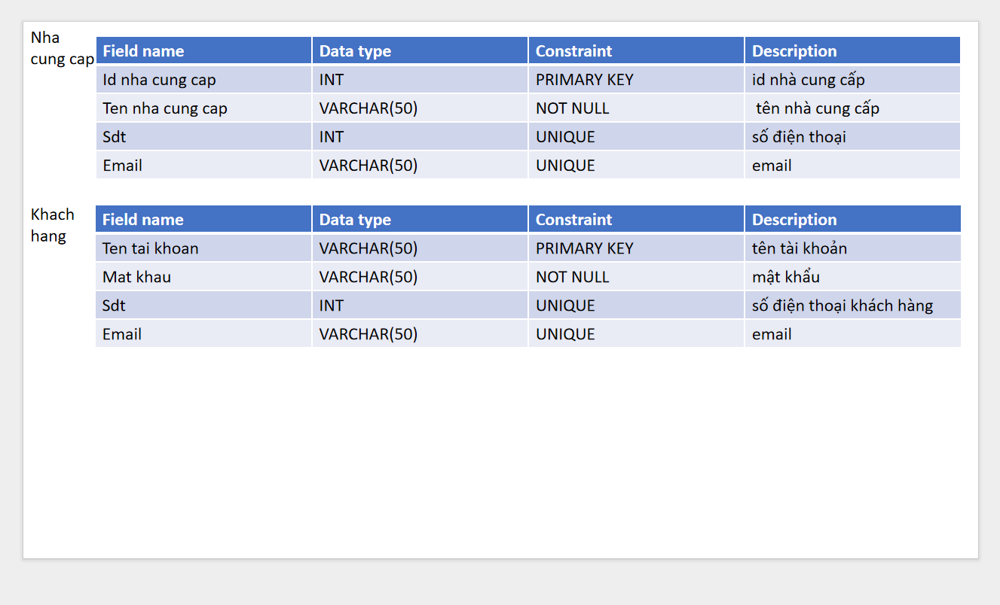 Nha
cung cap
Field name Data type Constraint Description
Id nha cung cap INT PRIMARY KEY id nhà cung cấp
Ten nha cung cap VARCHAR(50) NOT NULL tên nhà cung cấp
Sdt INT UNIQUE số điện thoại
Email VARCHAR(50) UNIQUE email
Khach
hang
Field name Data type Constraint Description
Ten tai khoan VARCHAR(50) PRIMARY KEY tên tài khoản
Mat khau VARCHAR(50) NOT NULL mật khẩu
Sdt INT UNIQUE số điện thoại khách hàng
Email VARCHAR(50) UNIQUE email